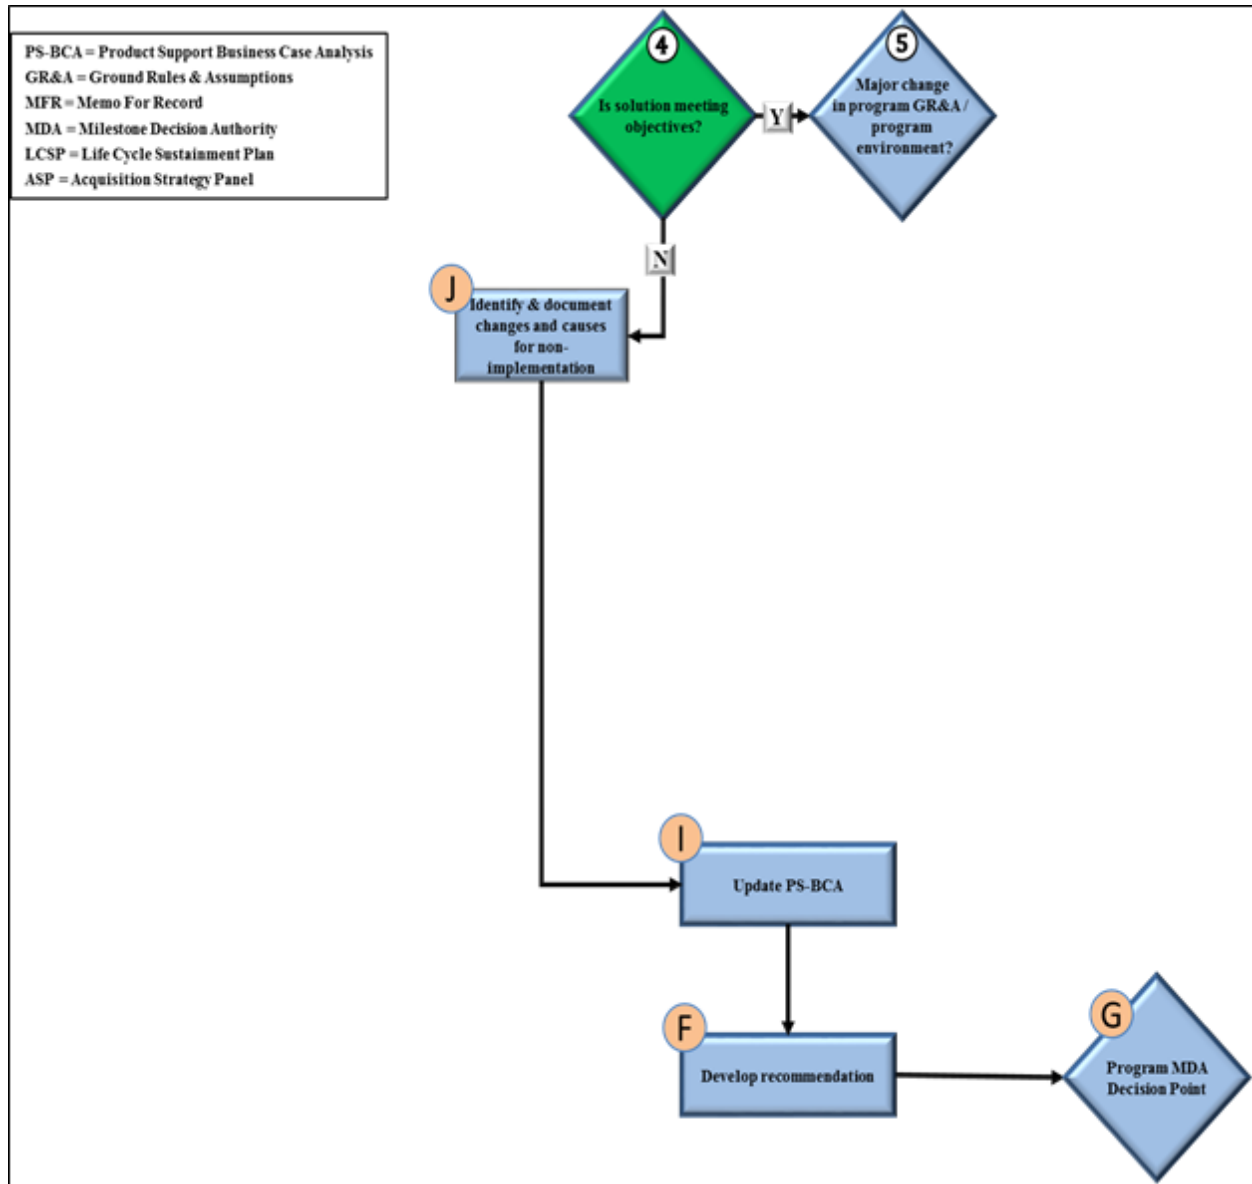 PS-BCA = Product Support Business Case Analysis
GR&A = Ground Rules & Assumptions
MFR = Memo For Record
MDA = Milestone Decision Authority
LCSP = Life Cycle Sustainment Plan
ASP = Acquisition Strategy Panel
4
Is solution meeting
objectives?
Y
5
Major change
in program GR&A /
program
environment?
N
J
Identify & document
changes and causes
for non-
implementation
I
Update PS-BCA
F
Develop recommendation
G
Program MDA
Decision Point